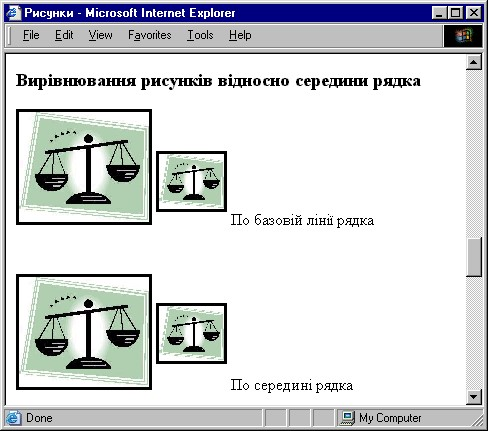 Рисунки - Microsoft Internet Explorer
File Edit View Favorites Tools Help
Вирівнювання рисунків відносно середини рядка
По базовій лінії рядка
По середині рядка
Done My Computer